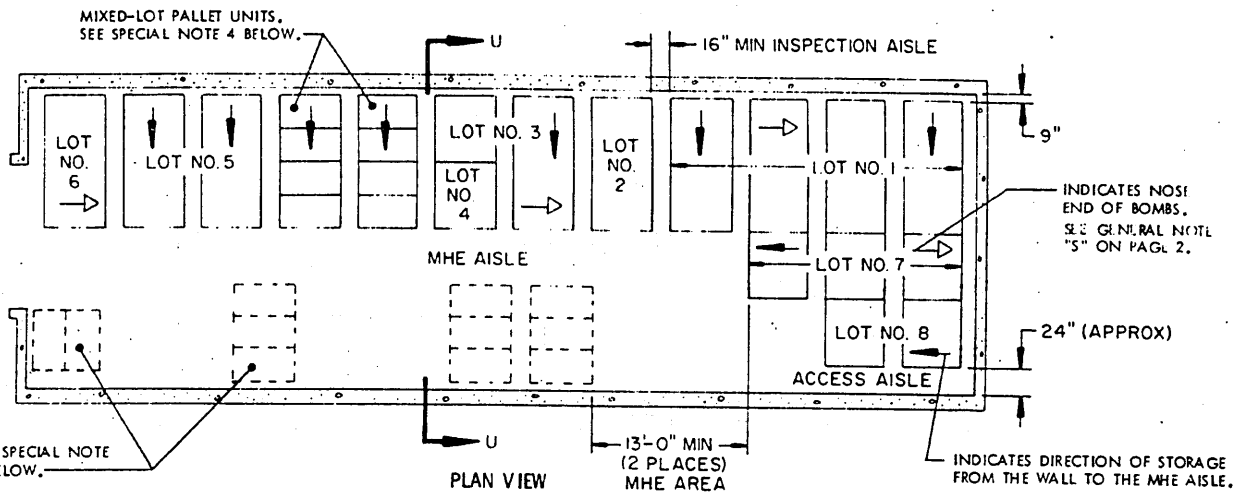 MIXED-LOT PALLET UNITS.
SEE SPECIAL NOTE 4 BELOW.
U
16" MIN INSPECTION AISLE
9"
LOT
NO.
6
LOT NO.5
LOT NO. 3
LOT
NO.
4
LOT
NO.
2
LOT NO. 1
INDICATES NOSE
END OF BOMBS.
SEE GENERAL NOTE
"S" ON PAGE 2.
MHE AISLE
LOT NO. 7
LOT NO. 8
24" (APPROX)
ACCESS AISLE
U
SPECIAL NOTE
PLAN VIEW
13'-0" MIN
(2 PLACES)
MHE AREA
INDICATES DIRECTION OF STORAGE
FROM THE WALL TO THE MHE AISLE.